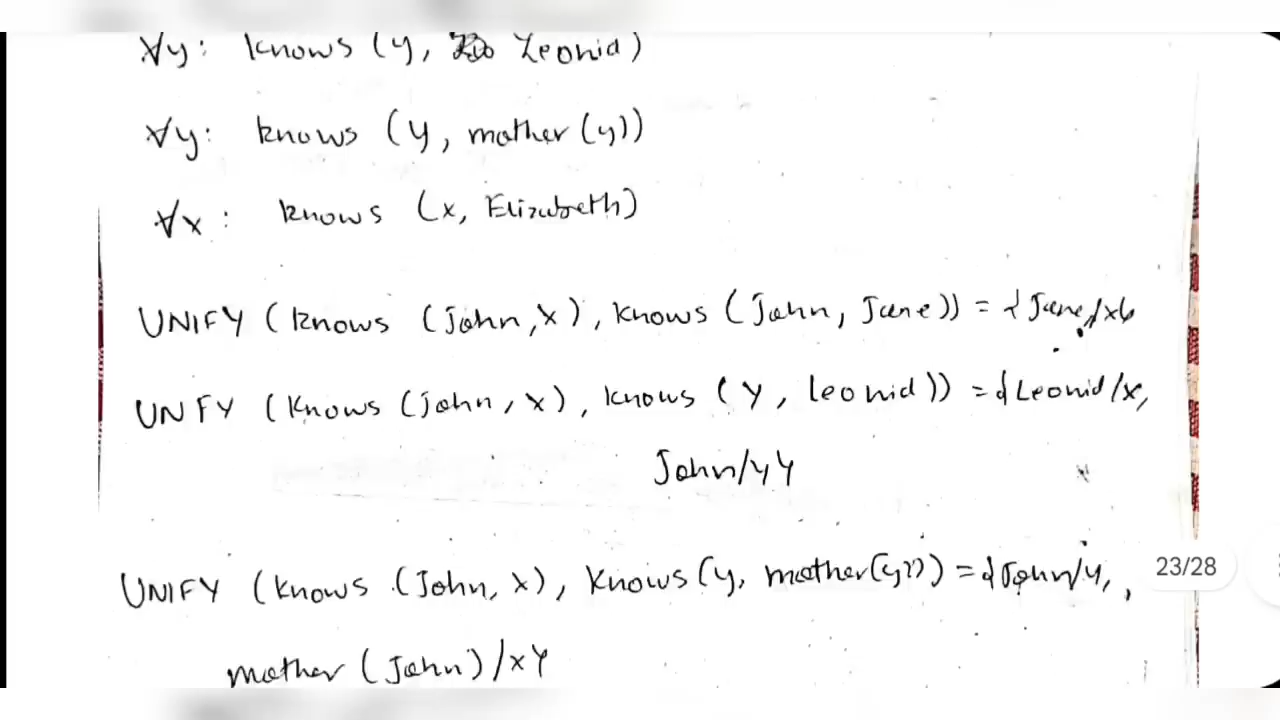 ∀y: knows (y, Leonid)
∀y: knows (y, mother (y))
∀x: knows (x, Elizabeth)
UNIFY (knows (John, x), knows (John, Jane)) = {Jane/x}
UNFY (knows (john, x), knows (y, leonid)) = {Leonid/x,
John/y}
UNIFY (knows (John, x), knows (y, mother(y))) = {John/y,
23/28
mother (John)/x}